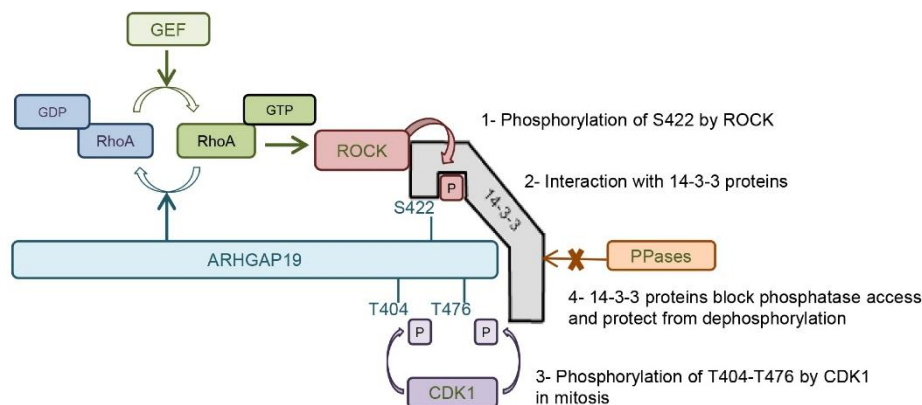 GEF
GDP
RhoA
GTP
RhoA
ROCK
1- Phosphorylation of S422 by ROCK
P
2- Interaction with 14-3-3 proteins
14-3-3
S422
ARHGAP19
PPases
T404
T476
4- 14-3-3 proteins block phosphatase access
and protect from dephosphorylation
P
P
CDK1
3- Phosphorylation of T404-T476 by CDK1
in mitosis